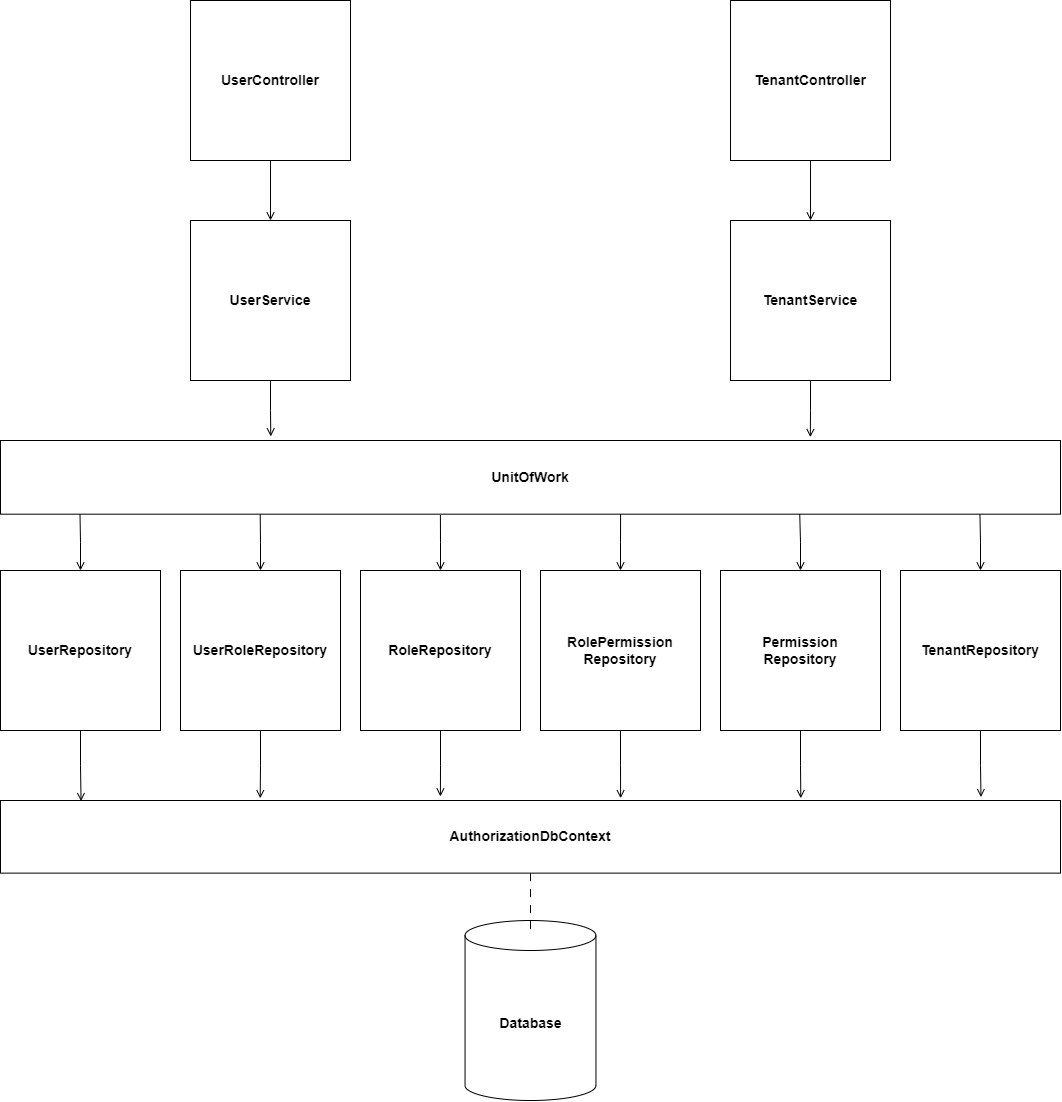 UserController
TenantController
UserService
TenantService
UnitOfWork
UserRepository
UserRoleRepository
RoleRepository
RolePermission
Repository
Permission
Repository
TenantRepository
AuthorizationDbContext
Database